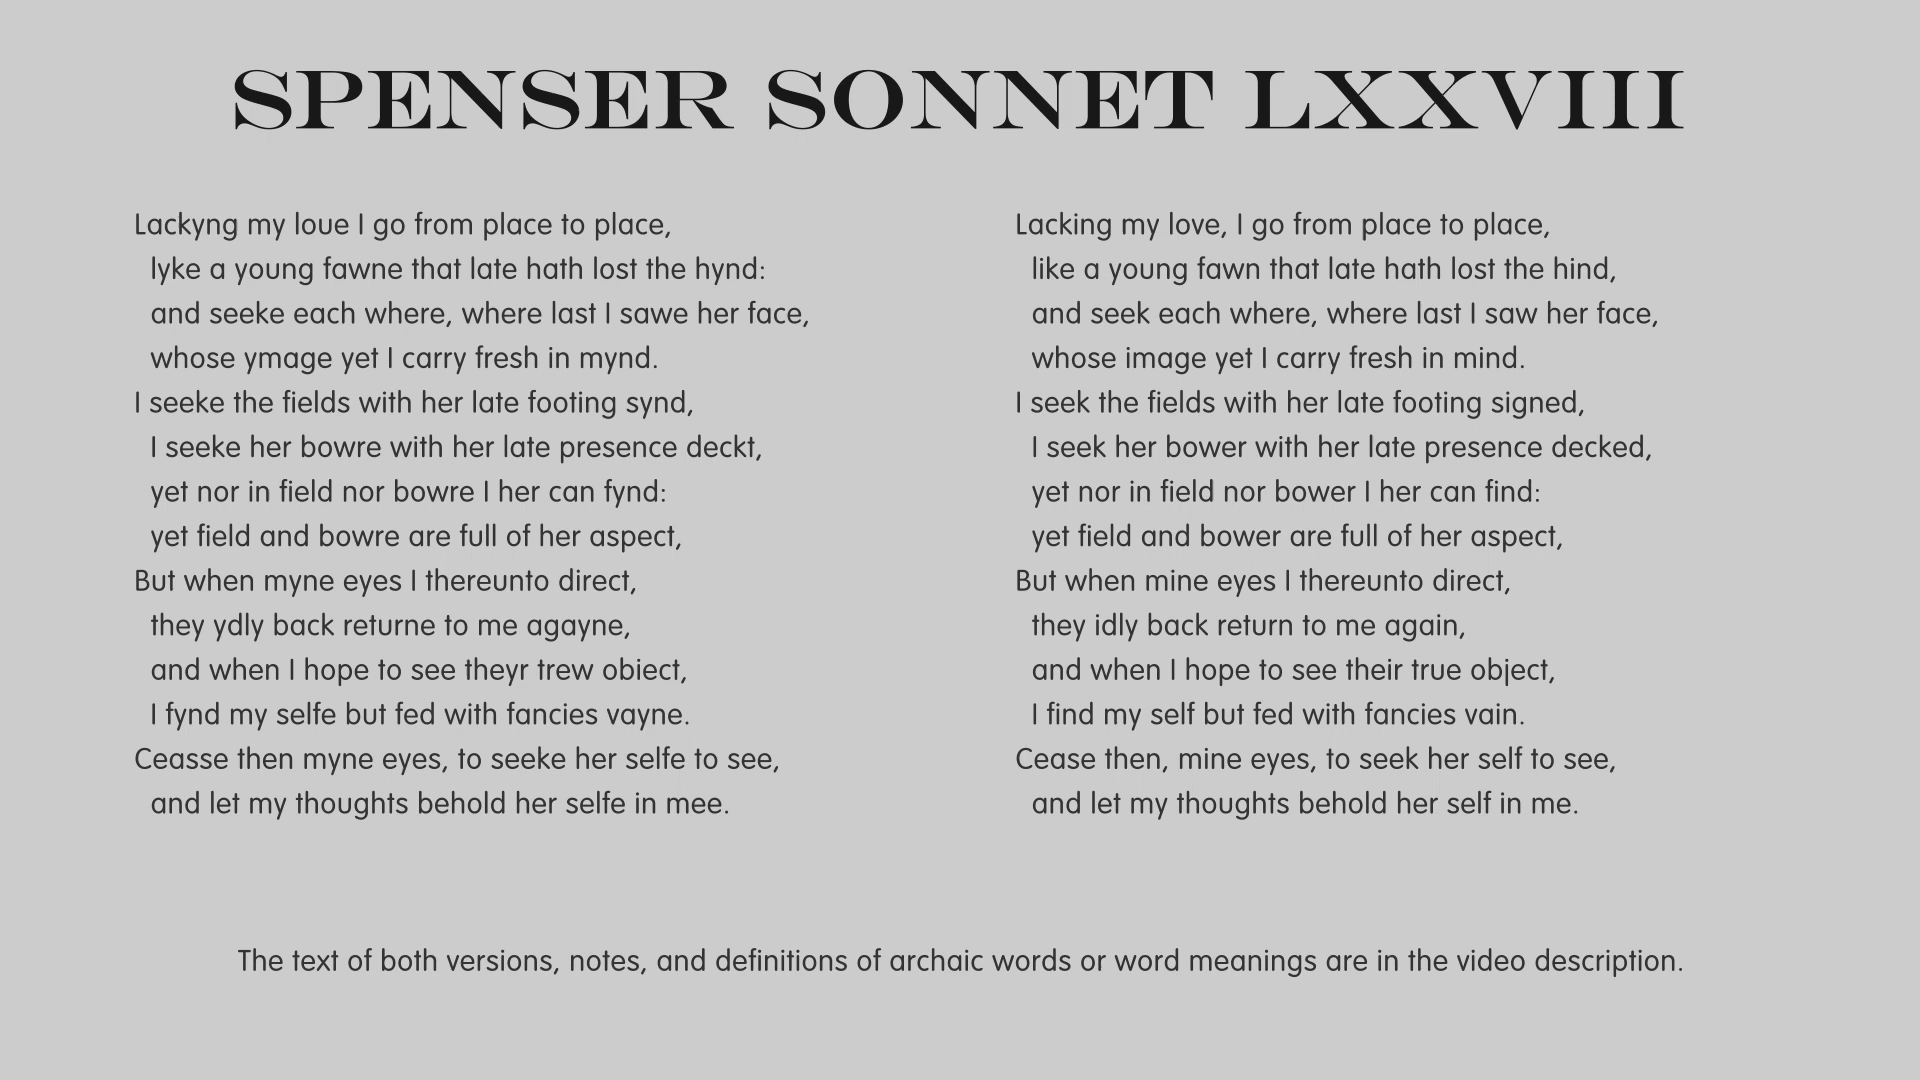 SPENSER SONNET LXXVIII
Lackyng my loue I go from place to place,
lyke a young fawne that late hath lost the hynd:
and seeke each where, where last I sawe her face,
whose ymage yet I carry fresh in mynd.
I seeke the fields with her late footing synd,
I seeke her bowre with her late presence deckt,
yet nor in field nor bowre I her can fynd:
yet field and bowre are full of her aspect,
But when myne eyes I thereunto direct,
they ydly back returne to me agayne,
and when I hope to see theyr trew obiect,
I fynd my selfe but fed with fancies vayne.
Ceasse then myne eyes, to seeke her selfe to see,
and let my thoughts behold her selfe in mee.
Lacking my love, I go from place to place,
like a young fawn that late hath lost the hind,
and seek each where, where last I saw her face,
whose image yet I carry fresh in mind.
I seek the fields with her late footing signed,
I seek her bower with her late presence decked,
yet nor in field nor bower I her can find:
yet field and bower are full of her aspect,
But when mine eyes I thereunto direct,
they idly back return to me again,
and when I hope to see their true object,
I find my self but fed with fancies vain.
Cease then, mine eyes, to seek her self to see,
and let my thoughts behold her self in me.
The text of both versions, notes, and definitions of archaic words or word meanings are in the video description.